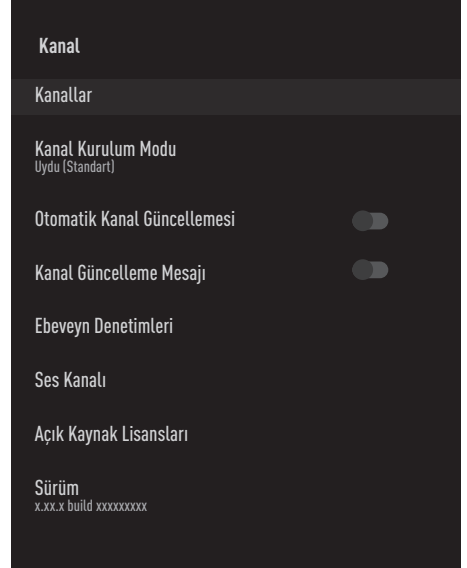 Kanal
Kanallar
Kanal Kurulum Modu
Uydu (Standart)
Otomatik Kanal Güncellemesi
Kanal Güncelleme Mesajı
Ebeveyn Denetimleri
Ses Kanalı
Açık Kaynak Lisansları
Sürüm
x.xx.x build xxxxxxxxx